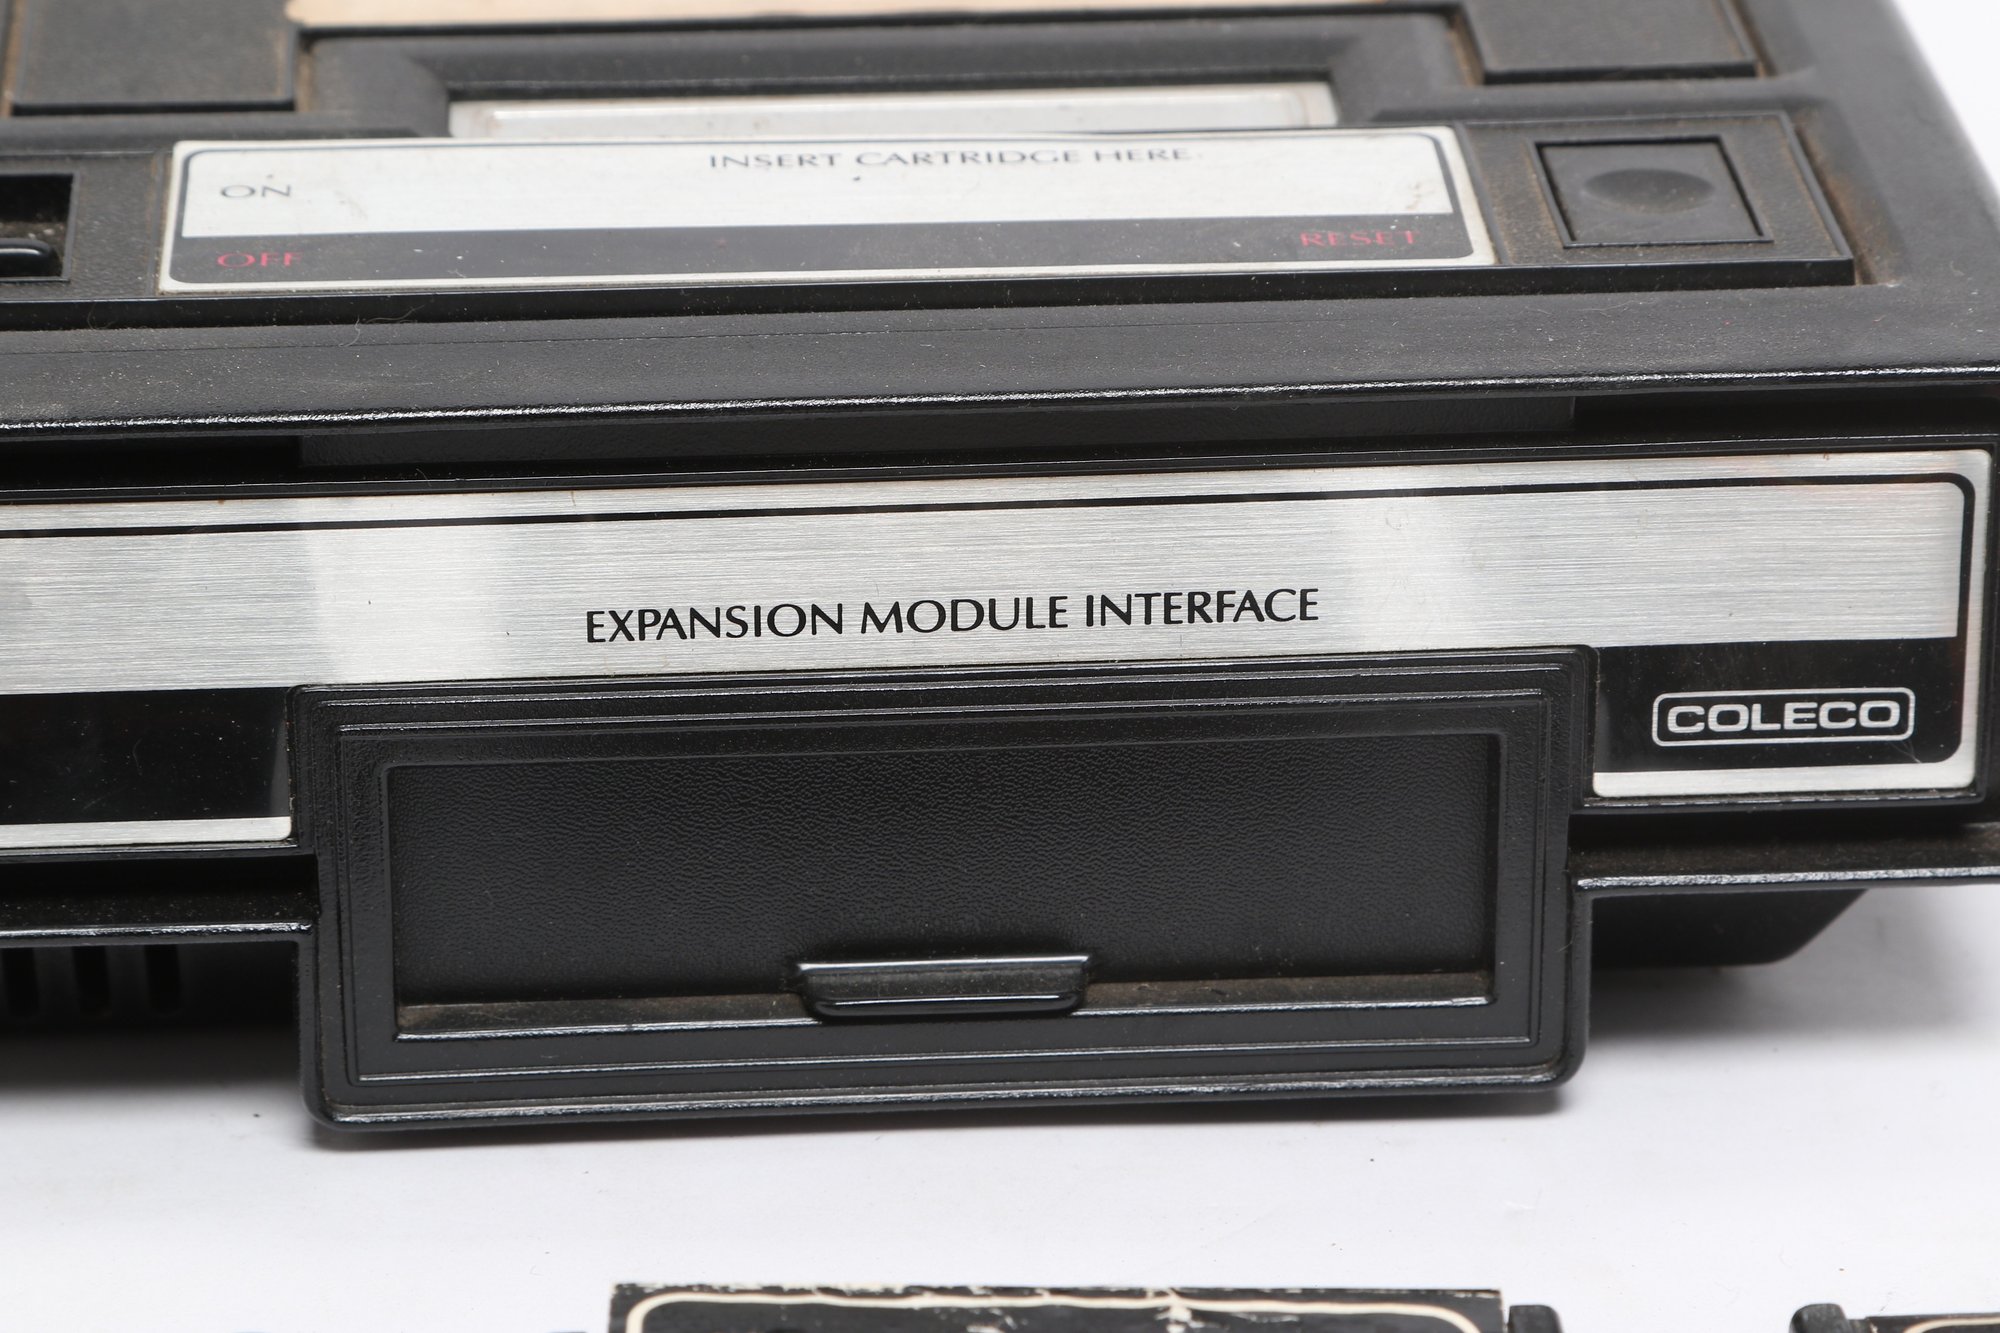 INSERT CARTRIDGE HERE
ON
OFF
RESET
EXPANSION MODULE INTERFACE
COLECO